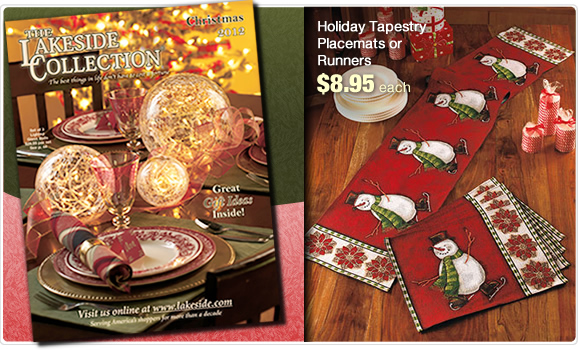 THE
LAKESIDE
COLLECTION
Christmas
2012
Great
Gift Ideas
Inside!
Visit us online at www.lakeside.com
Serving America's shoppers for more than a decade
Holiday Tapestry
Placemats or
Runners
$8.95 each